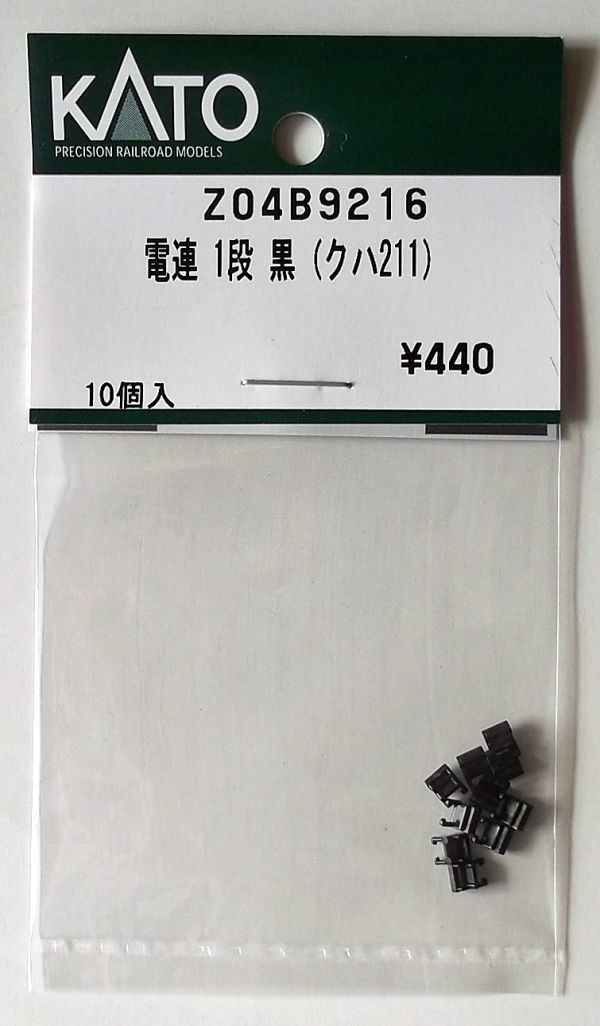 KATO
PRECISION RAILROAD MODELS
Z04B9216
電連 1段 黒 (クハ211)
¥440
10個入